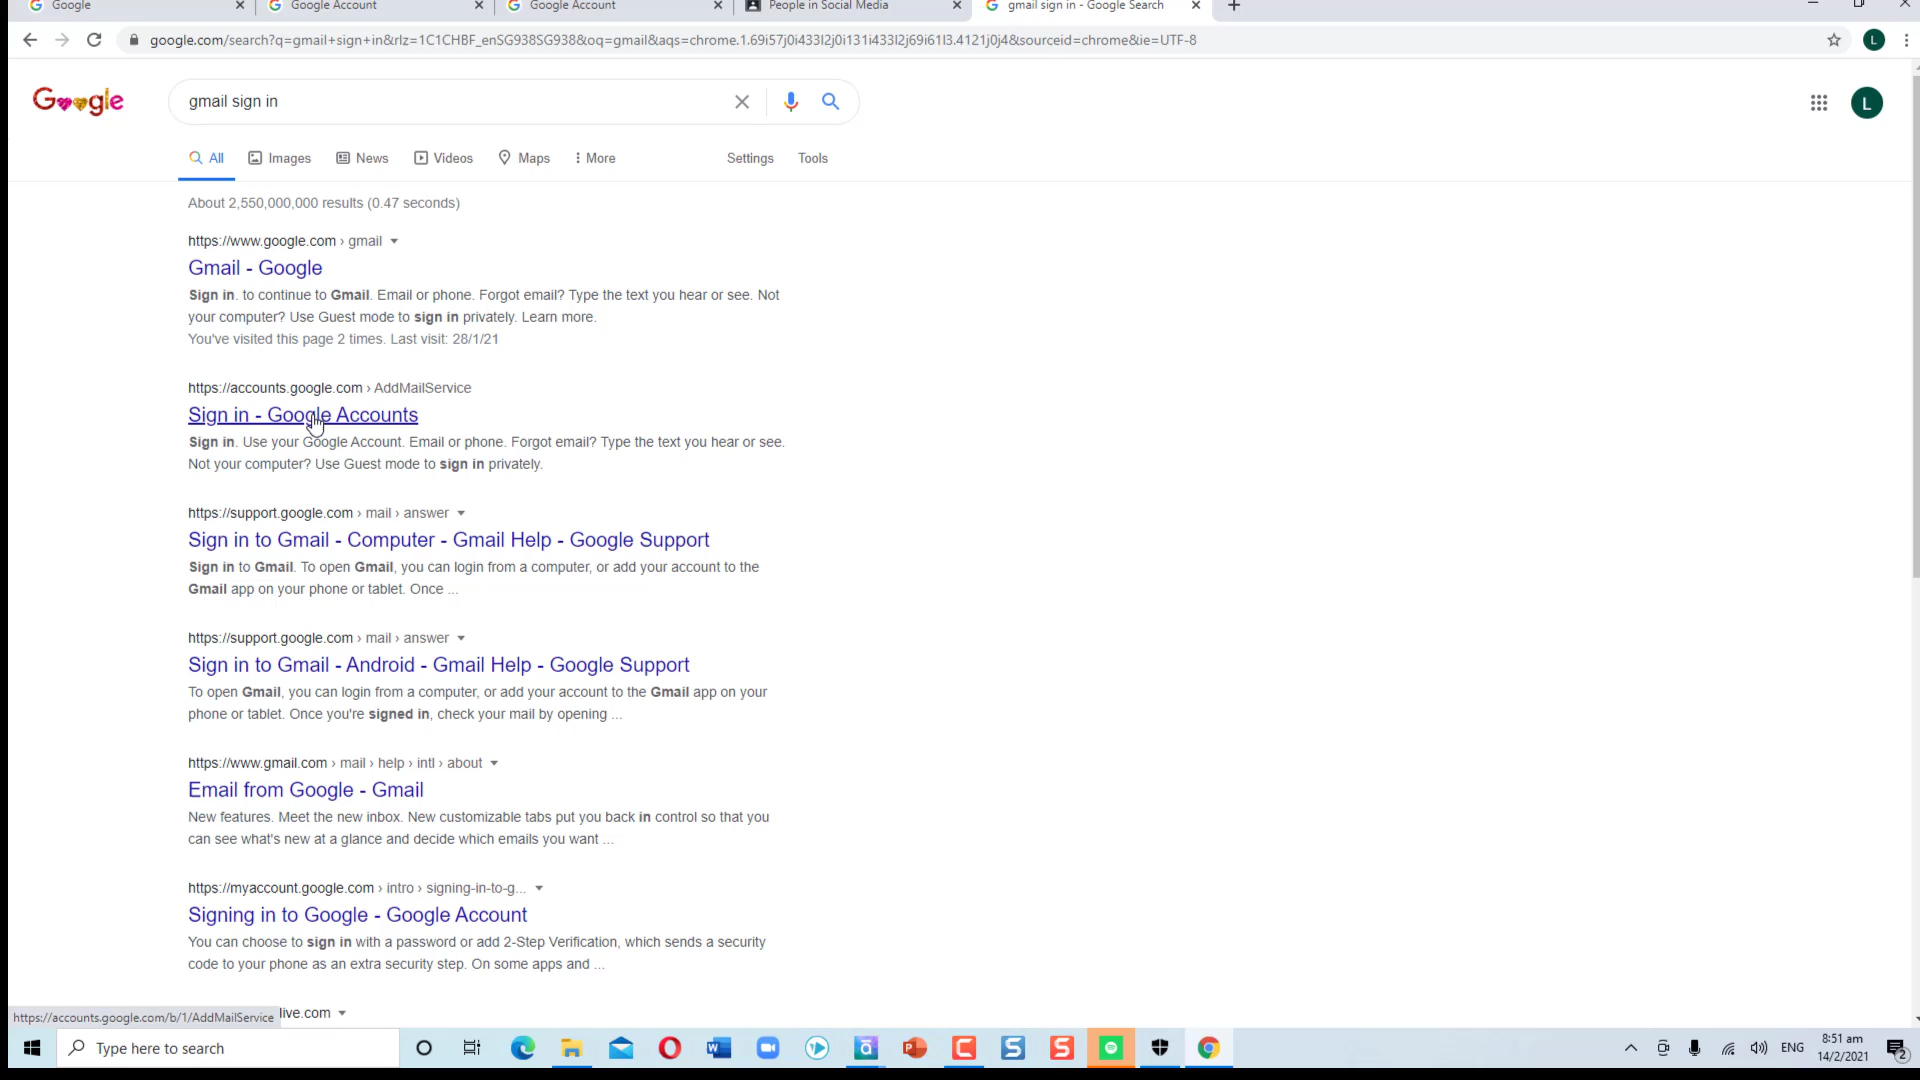 Google
Google Account
Google Account
People in Social Media
gmail sign in - Google Search
google.com/search?q=gmail+sign+in&rlz=1C1CHBF_enSG938SG938&oq=gmail&aqs=chrome.1.69i57j0i433l2j0i131i433l2j69i61l3.4121j0j4&sourceid=chrome&ie=UTF-8
L
Google
gmail sign in
L
All
Images
News
Videos
Maps
More
Settings
Tools
About 2,550,000,000 results (0.47 seconds)
https://www.google.com › gmail
Gmail - Google
Sign in. to continue to Gmail. Email or phone. Forgot email? Type the text you hear or see. Not
your computer? Use Guest mode to sign in privately. Learn more.
You've visited this page 2 times. Last visit: 28/1/21
https://accounts.google.com › AddMailService
Sign in - Google Accounts
Sign in. Use your Google Account. Email or phone. Forgot email? Type the text you hear or see.
Not your computer? Use Guest mode to sign in privately.
https://support.google.com › mail › answer
Sign in to Gmail - Computer - Gmail Help - Google Support
Sign in to Gmail. To open Gmail, you can login from a computer, or add your account to the
Gmail app on your phone or tablet. Once ...
https://support.google.com › mail › answer
Sign in to Gmail - Android - Gmail Help - Google Support
To open Gmail, you can login from a computer, or add your account to the Gmail app on your
phone or tablet. Once you're signed in, check your mail by opening ...
https://www.gmail.com › mail › help › intl › about
Email from Google - Gmail
New features. Meet the new inbox. New customizable tabs put you back in control so that you
can see what's new at a glance and decide which emails you want ...
https://myaccount.google.com › intro › signing-in-to-g...
Signing in to Google - Google Account
You can choose to sign in with a password or add 2-Step Verification, which sends a security
code to your phone as an extra security step. On some apps and ...
live.com
https://accounts.google.com/b/1/AddMailService
Type here to search
ENG
8:51 am
14/2/2021
2